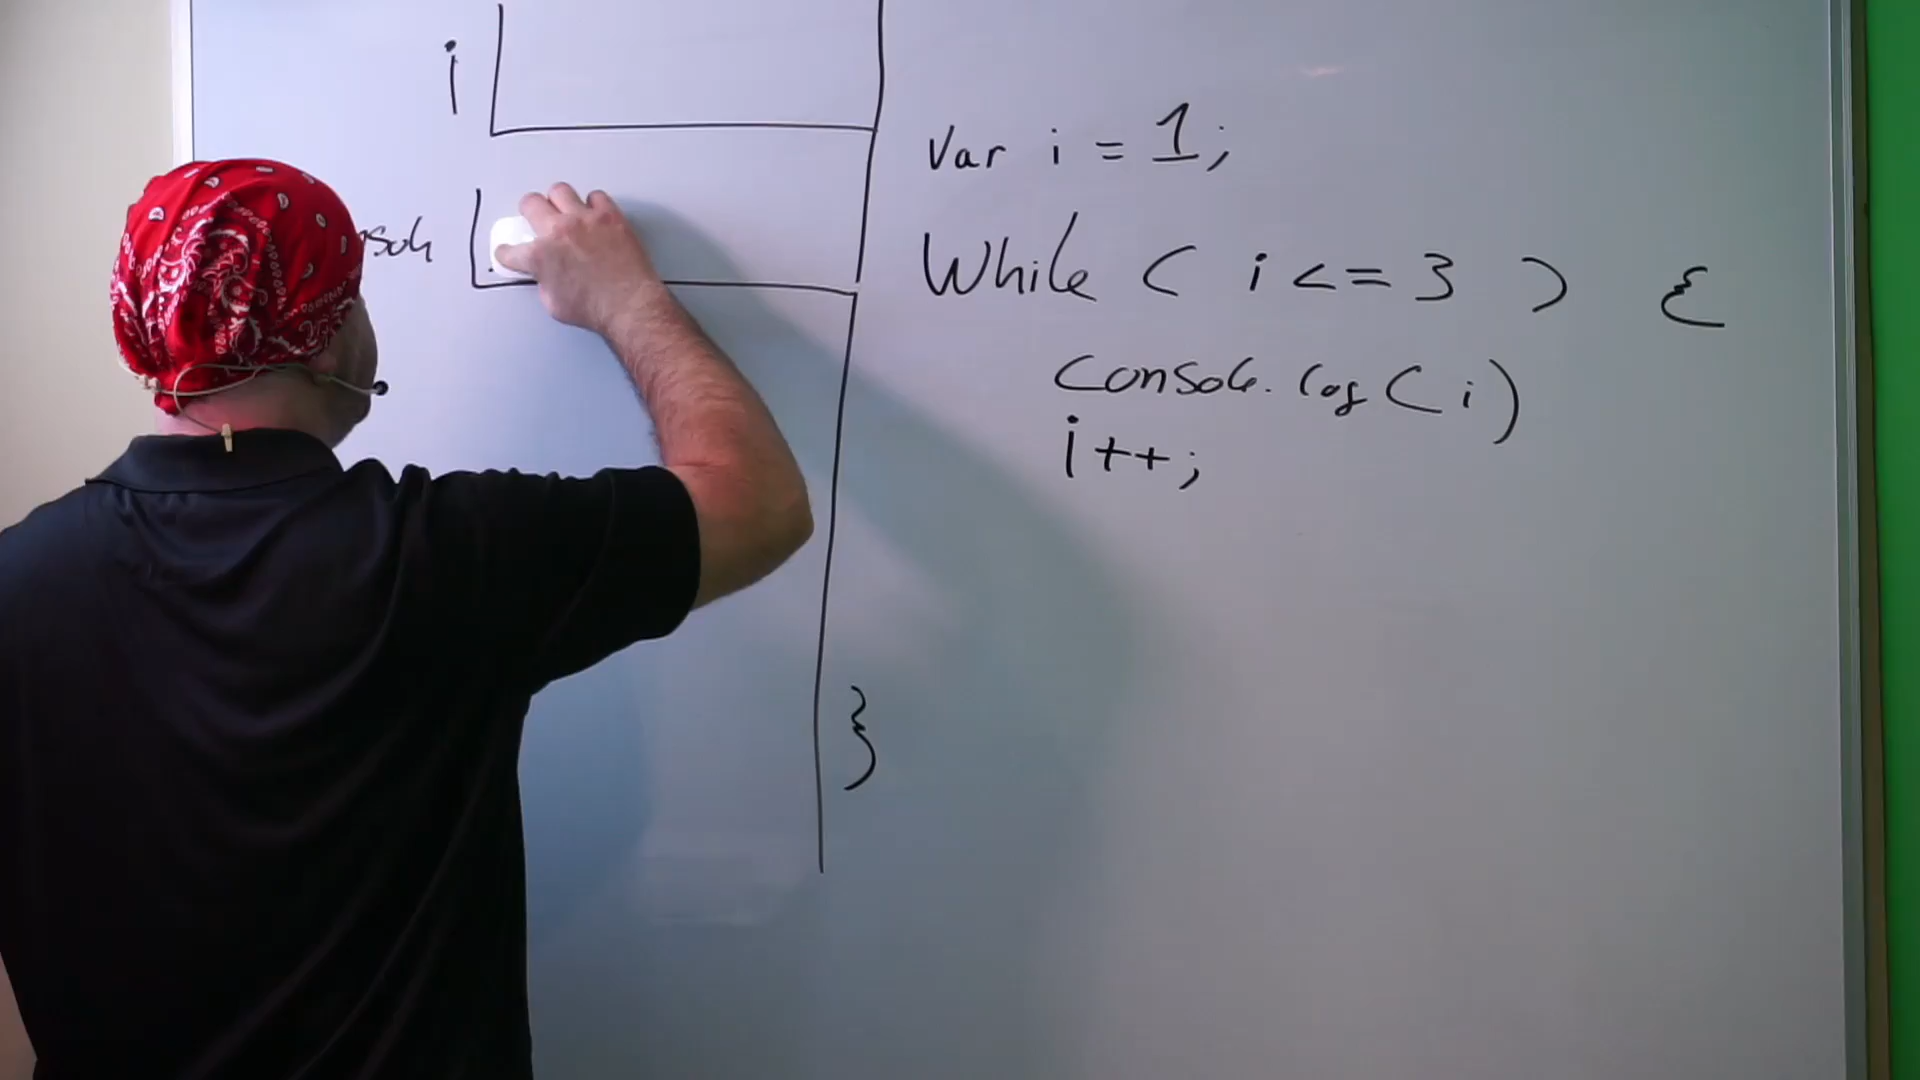 i
Var i = 1;
While ( i <= 3 ) {
Console.log ( i )
i ++ ;
}